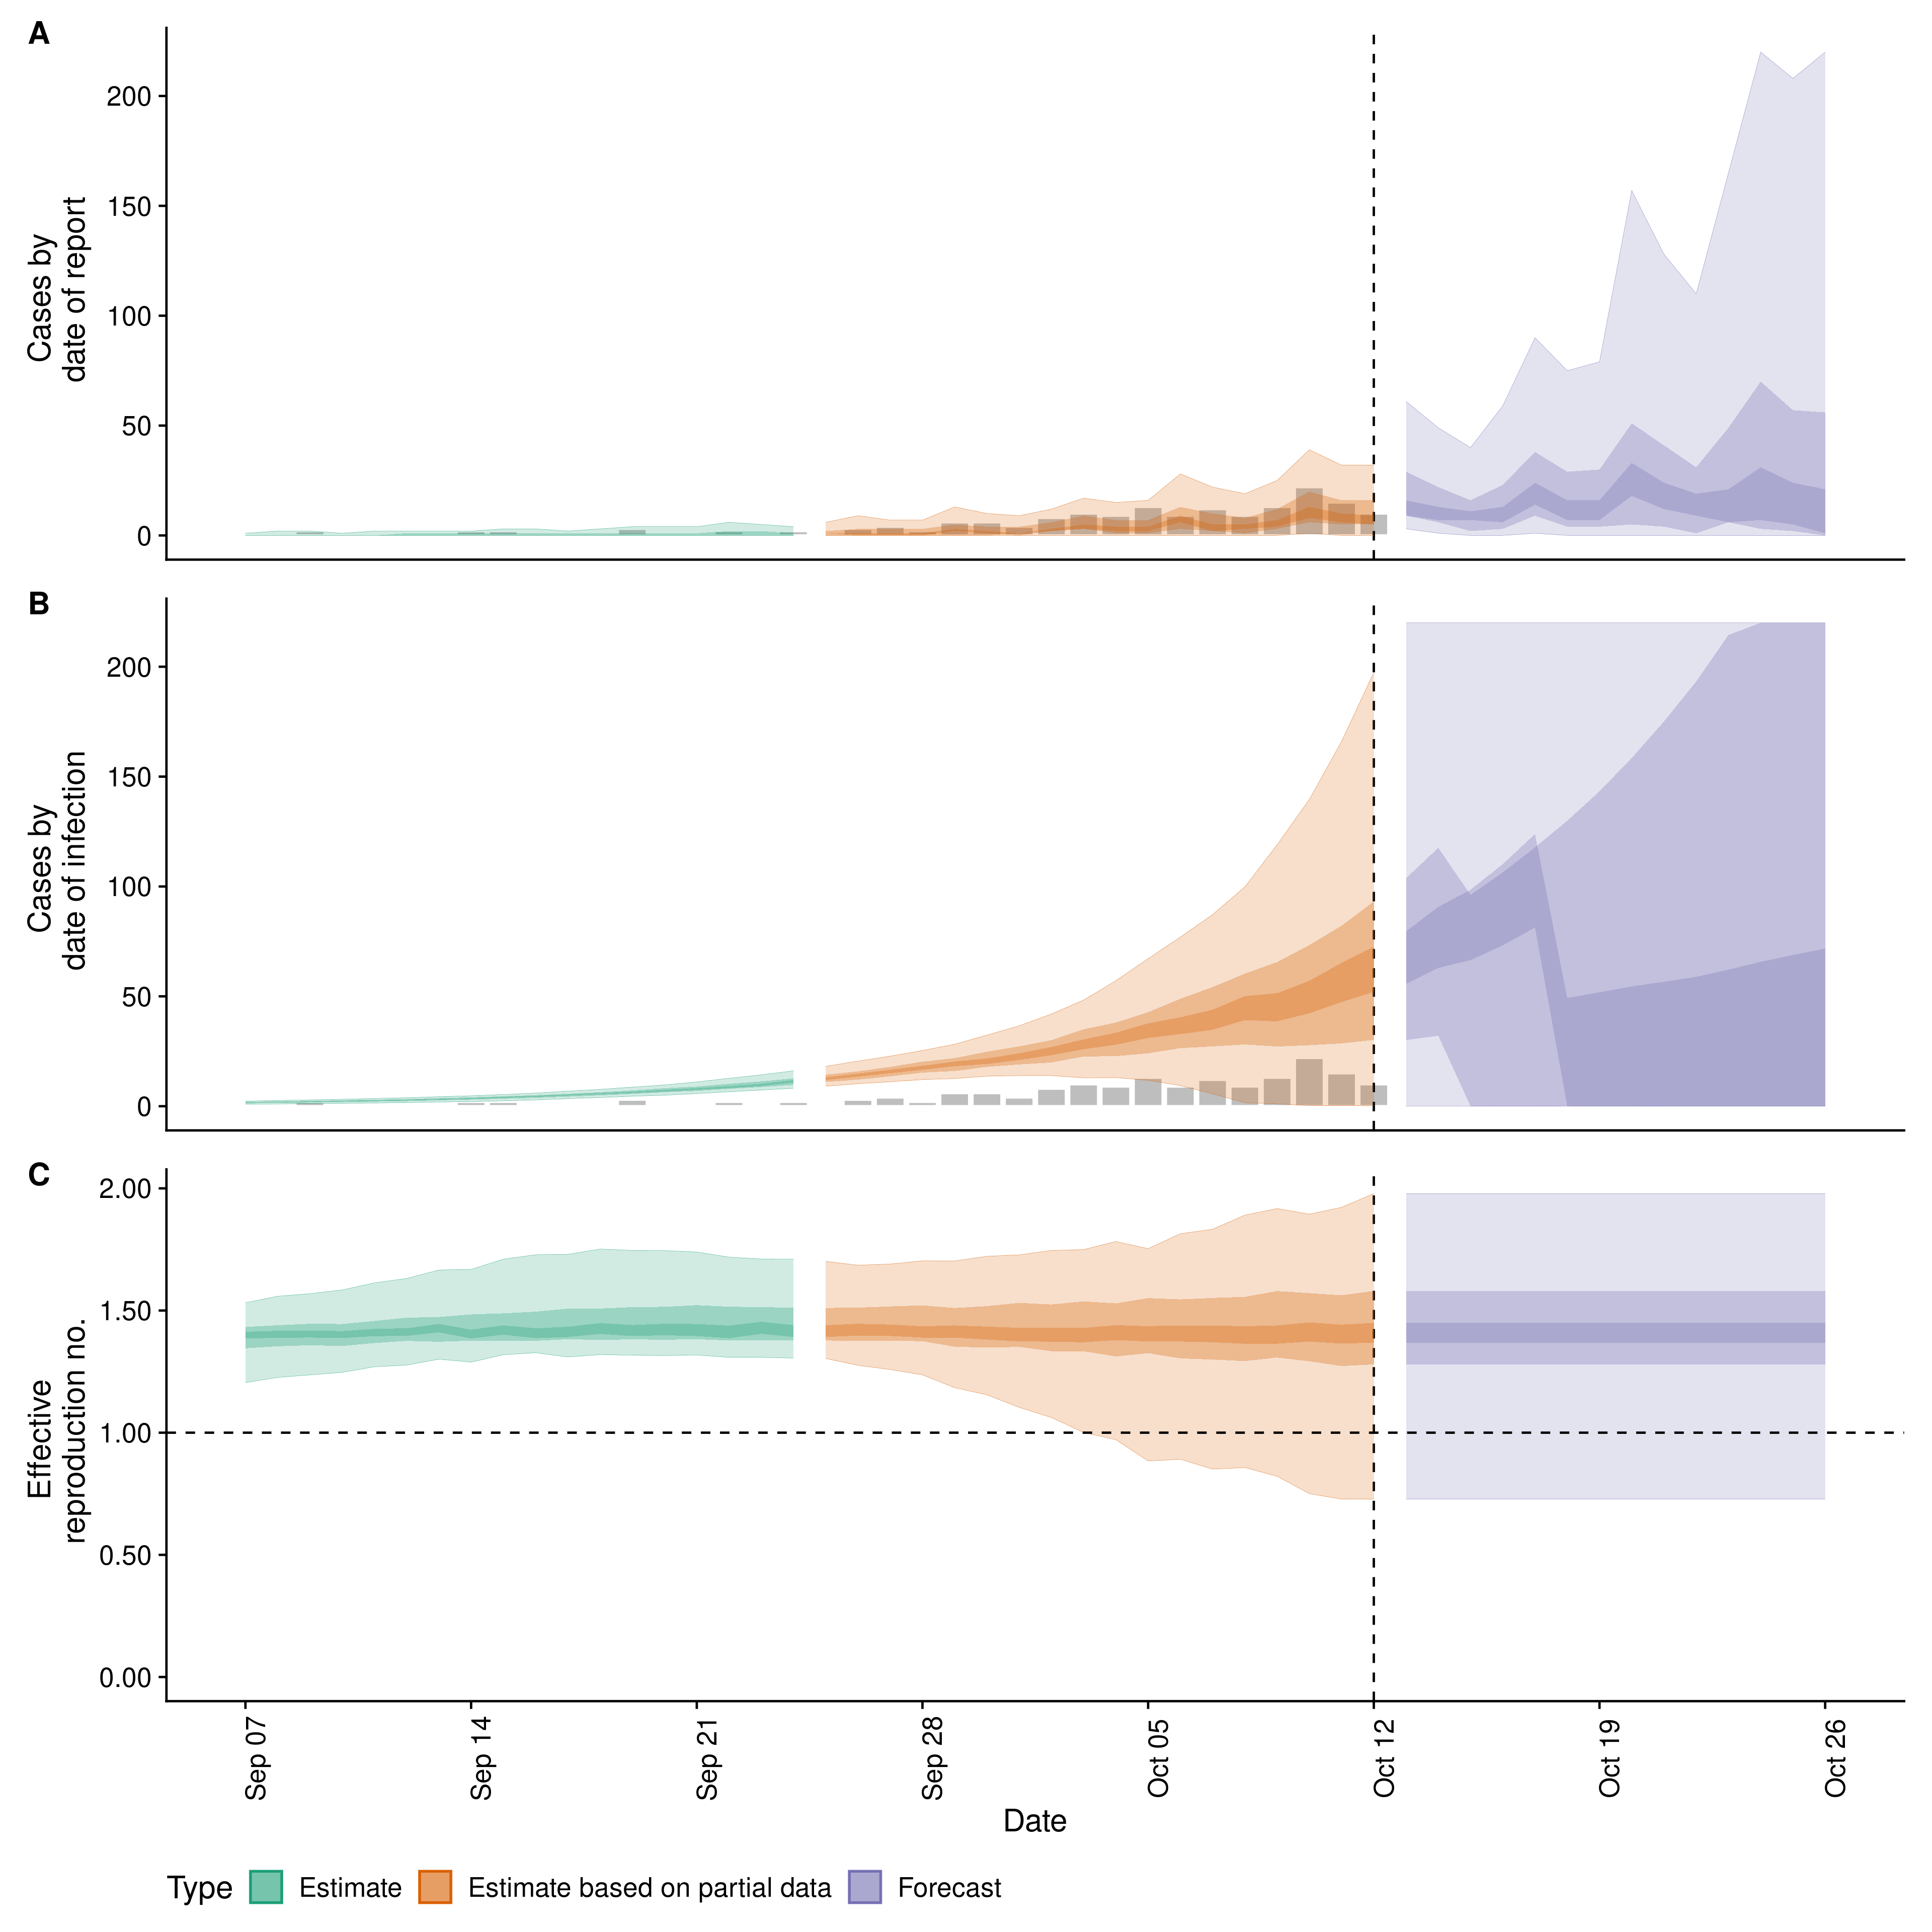 A
Cases by
date of report
200
150
100
50
0
B
Cases by
date of infection
200
150
100
50
0
C
Effective
reproduction no.
2.00
1.50
1.00
0.50
0.00
Sep 07
Sep 14
Sep 21
Sep 28
Oct 05
Oct 12
Oct 19
Oct 26
Date
Type Estimate Estimate based on partial data Forecast